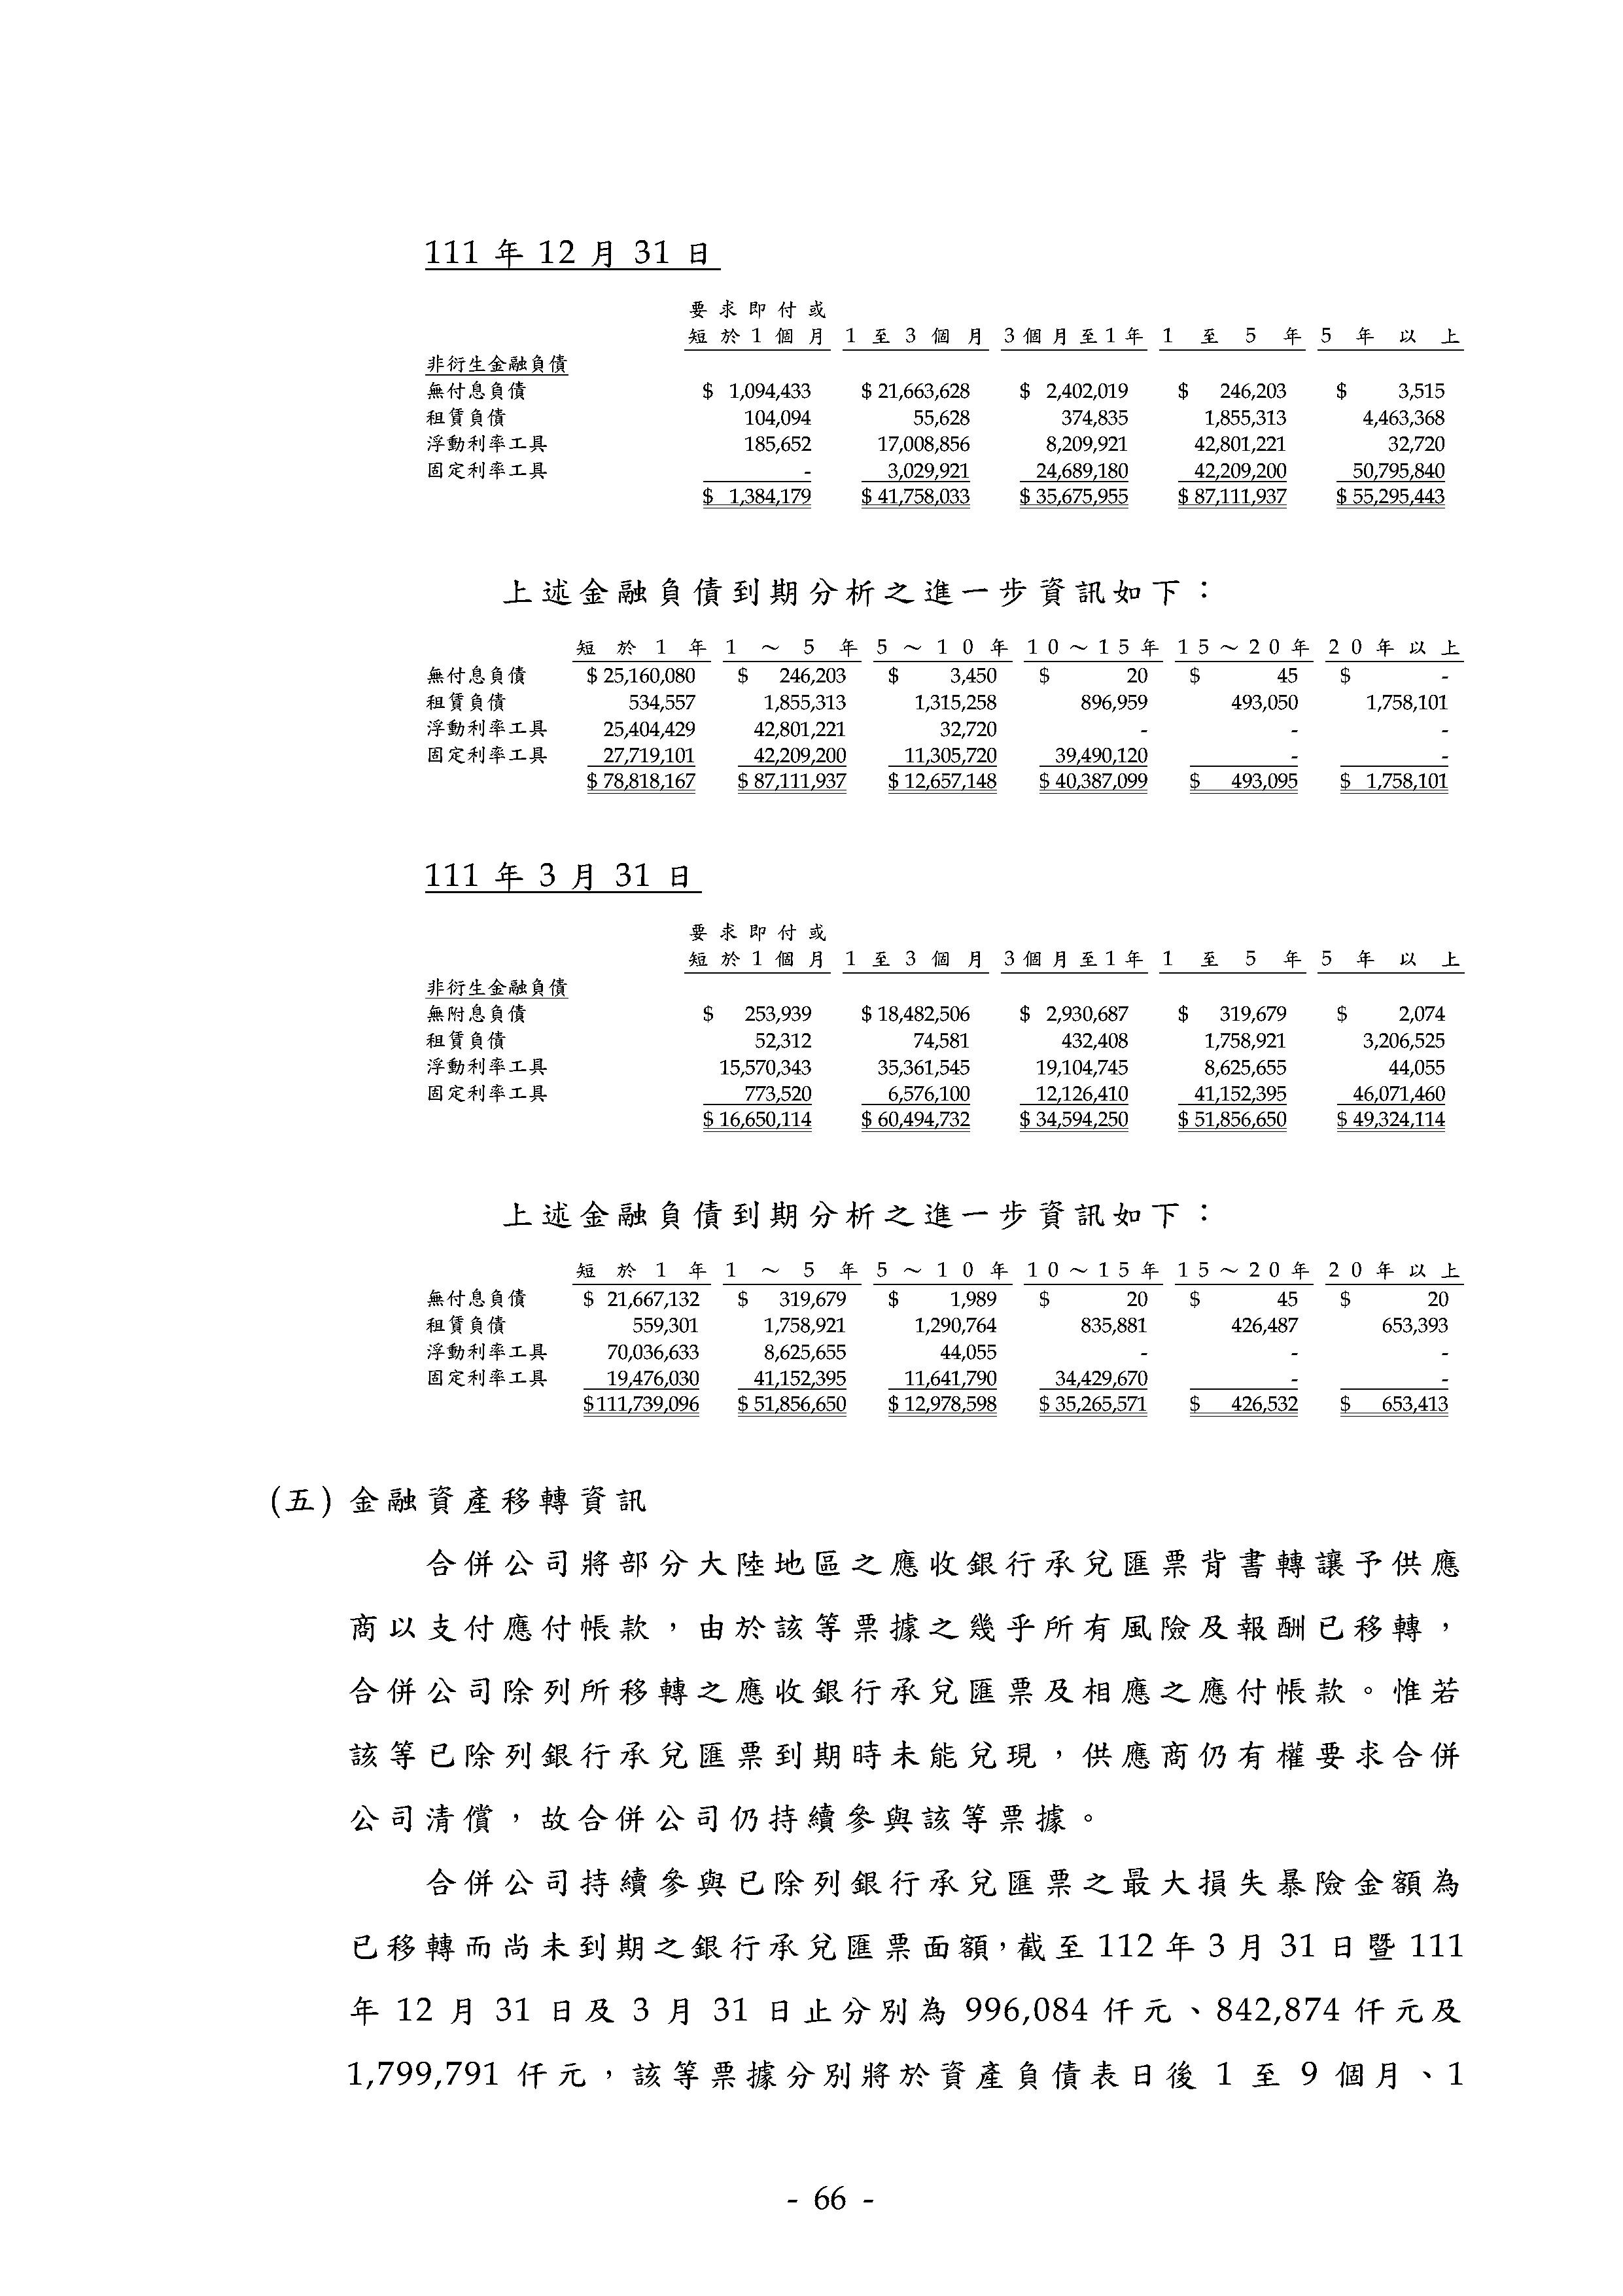 111 年 12 月 31 日
要求即付或
短於1個月 1至3個月 3個月至1年 1至5年 5年以上
非衍生金融負債
無付息負債 $ 1,094,433 $ 21,663,628 $ 2,402,019 $ 246,203 $ 3,515
租賃負債 104,094 55,628 374,835 1,855,313 4,463,368
浮動利率工具 185,652 17,008,856 8,209,921 42,801,221 32,720
固定利率工具 - 3,029,921 24,689,180 42,209,200 50,795,840
$ 1,384,179 $ 41,758,033 $ 35,675,955 $ 87,111,937 $ 55,295,443
上述金融負債到期分析之進一步資訊如下：
短於1年 1～5年 5～10年 10～15年 15～20年 20年以上
無付息負債 $ 25,160,080 $ 246,203 $ 3,450 $ 20 $ 45 $ -
租賃負債 534,557 1,855,313 1,315,258 896,959 493,050 1,758,101
浮動利率工具 25,404,429 42,801,221 32,720 - - -
固定利率工具 27,719,101 42,209,200 11,305,720 39,490,120 - -
$ 78,818,167 $ 87,111,937 $ 12,657,148 $ 40,387,099 $ 493,095 $ 1,758,101
111 年 3 月 31 日
要求即付或
短於1個月 1至3個月 3個月至1年 1至5年 5年以上
非衍生金融負債
無附息負債 $ 253,939 $ 18,482,506 $ 2,930,687 $ 319,679 $ 2,074
租賃負債 52,312 74,581 432,408 1,758,921 3,206,525
浮動利率工具 15,570,343 35,361,545 19,104,745 8,625,655 44,055
固定利率工具 773,520 6,576,100 12,126,410 41,152,395 46,071,460
$ 16,650,114 $ 60,494,732 $ 34,594,250 $ 51,856,650 $ 49,324,114
上述金融負債到期分析之進一步資訊如下：
短於1年 1～5年 5～10年 10～15年 15～20年 20年以上
無付息負債 $ 21,667,132 $ 319,679 $ 1,989 $ 20 $ 45 $ 20
租賃負債 559,301 1,758,921 1,290,764 835,881 426,487 653,393
浮動利率工具 70,036,633 8,625,655 44,055 - - -
固定利率工具 19,476,030 41,152,395 11,641,790 34,429,670 - -
$111,739,096 $ 51,856,650 $ 12,978,598 $ 35,265,571 $ 426,532 $ 653,413
(五) 金融資產移轉資訊
合併公司將部分大陸地區之應收銀行承兌匯票背書轉讓予供應
商以支付應付帳款，由於該等票據之幾乎所有風險及報酬已移轉，
合併公司除列所移轉之應收銀行承兌匯票及相應之應付帳款。惟若
該等已除列銀行承兌匯票到期時未能兌現，供應商仍有權要求合併
公司清償，故合併公司仍持續參與該等票據。
合併公司持續參與已除列銀行承兌匯票之最大損失暴險金額為
已移轉而尚未到期之銀行承兌匯票面額，截至 112 年 3 月 31 日暨 111
年 12 月 31 日及 3 月 31 日止分別為 996,084 仟元、842,874 仟元及
1,799,791 仟元，該等票據分別將於資產負債表日後 1 至 9 個月、1
- 66 -